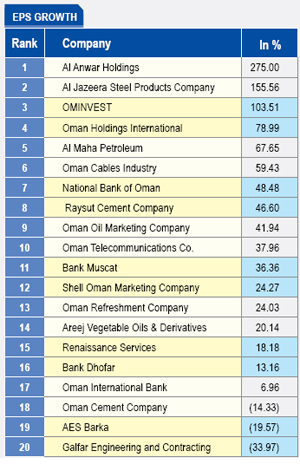 EPS GROWTH
Rank Company In %
1 Al Anwar Holdings 275.00
2 Al Jazeera Steel Products Company 155.56
3 OMINVEST 103.51
4 Oman Holdings International 78.99
5 Al Maha Petroleum 67.65
6 Oman Cables Industry 59.43
7 National Bank of Oman 48.48
8 Raysut Cement Company 46.60
9 Oman Oil Marketing Company 41.94
10 Oman Telecommunications Co. 37.96
11 Bank Muscat 36.36
12 Shell Oman Marketing Company 24.27
13 Oman Refreshment Company 24.03
14 Areej Vegetable Oils & Derivatives 20.14
15 Renaissance Services 18.18
16 Bank Dhofar 13.16
17 Oman International Bank 6.96
18 Oman Cement Company (14.33)
19 AES Barka (19.57)
20 Galfar Engineering and Contracting (33.97)